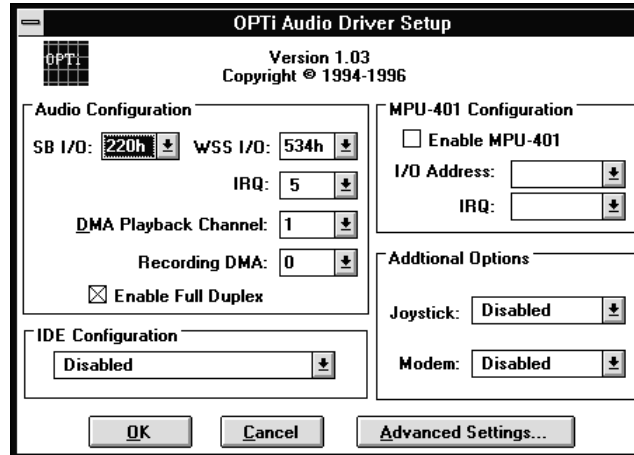 OPTi Audio Driver Setup
OPTi
Version 1.03
Copyright © 1994-1996
Audio Configuration
SB I/O: 220h WSS I/O: 534h
IRQ: 5
DMA Playback Channel: 1
Recording DMA: 0
Enable Full Duplex
IDE Configuration
Disabled
MPU-401 Configuration
Enable MPU-401
I/O Address:
IRQ:
Addtional Options
Joystick: Disabled
Modem: Disabled
OK Cancel Advanced Settings...